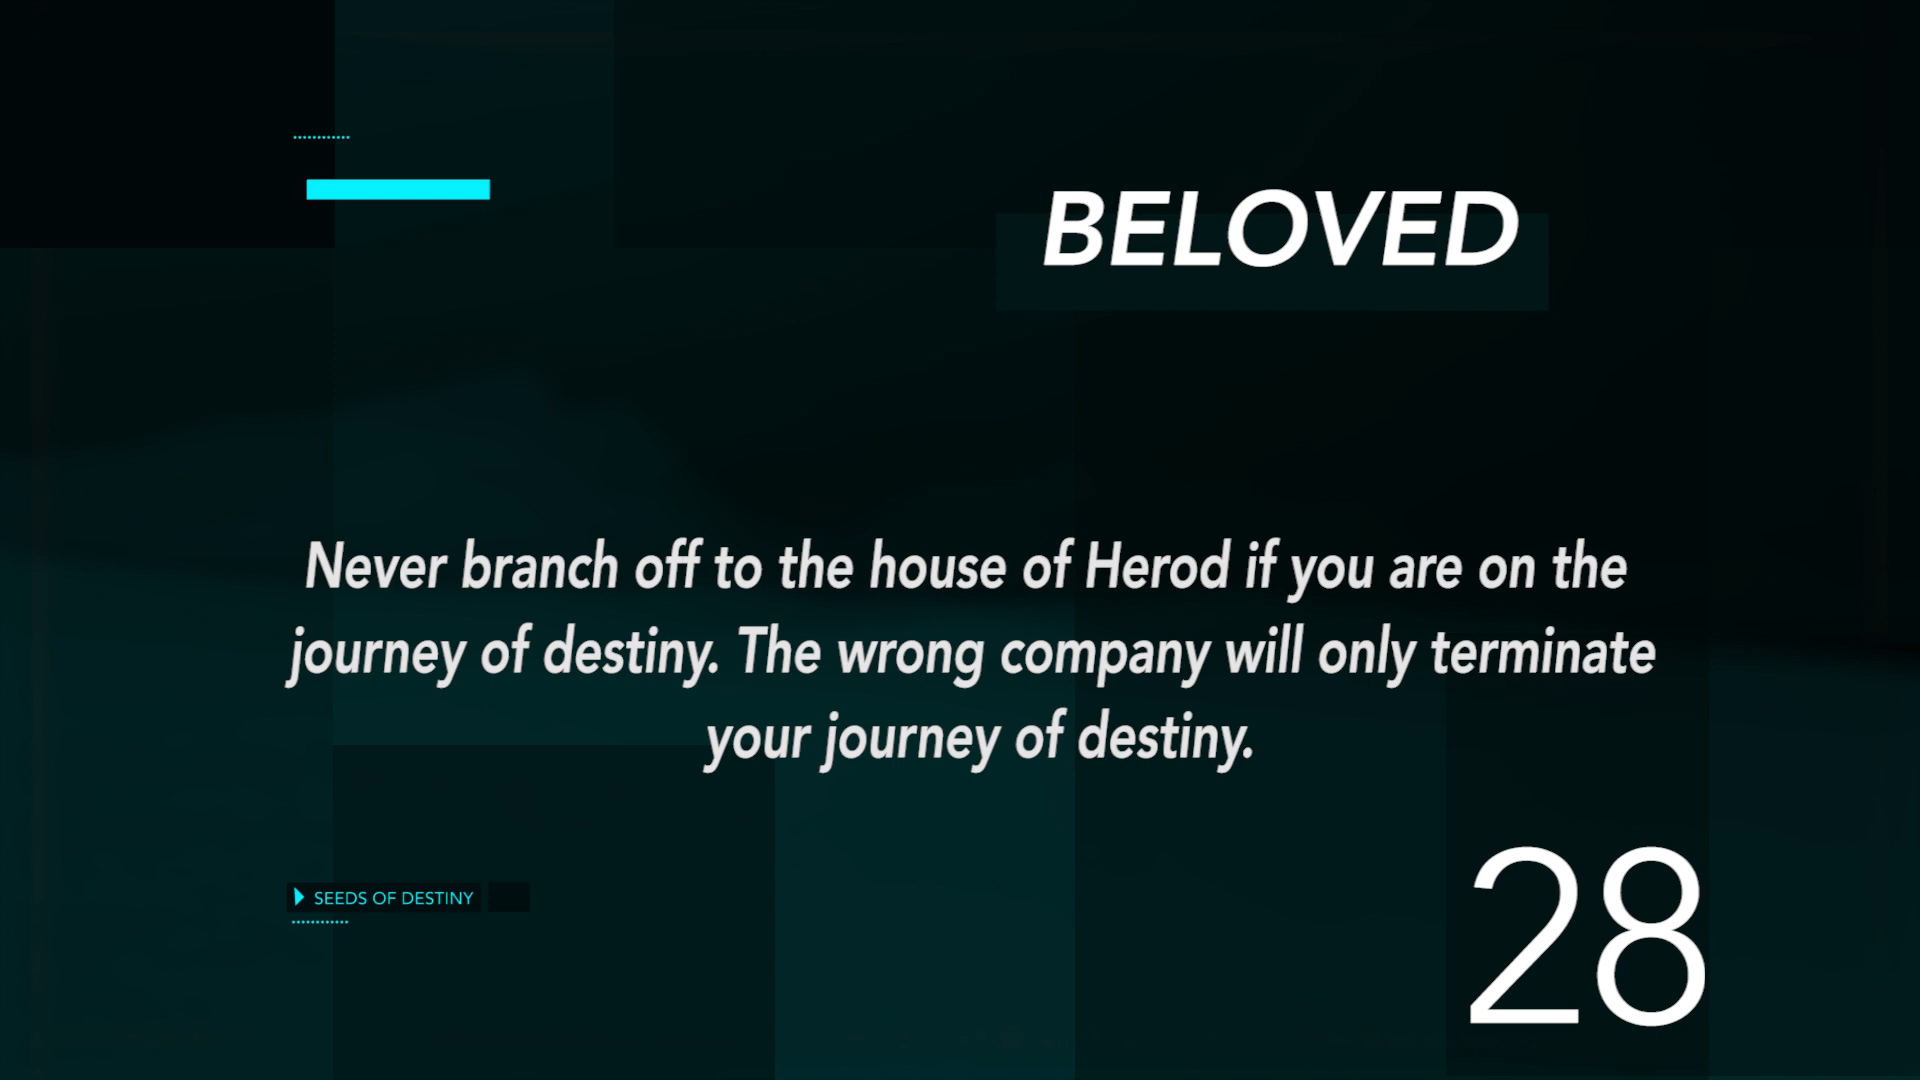 BELOVED
Never branch off to the house of Herod if you are on the
journey of destiny. The wrong company will only terminate
your journey of destiny.
SEEDS OF DESTINY
28